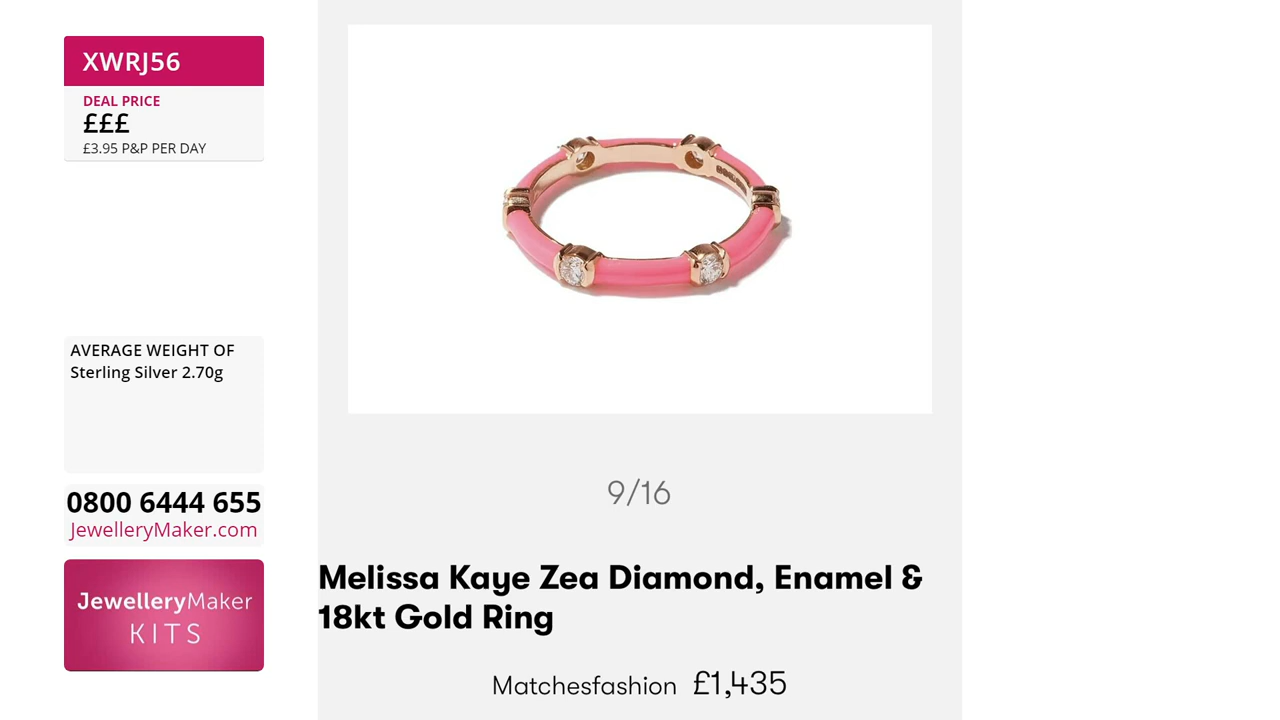 XWRJ56
DEAL PRICE
£££
£3.95 P&P PER DAY
AVERAGE WEIGHT OF
Sterling Silver 2.70g
0800 6444 655
JewelleryMaker.com
JewelleryMaker
KITS
9/16
Melissa Kaye Zea Diamond, Enamel &
18kt Gold Ring
Matchesfashion £1,435